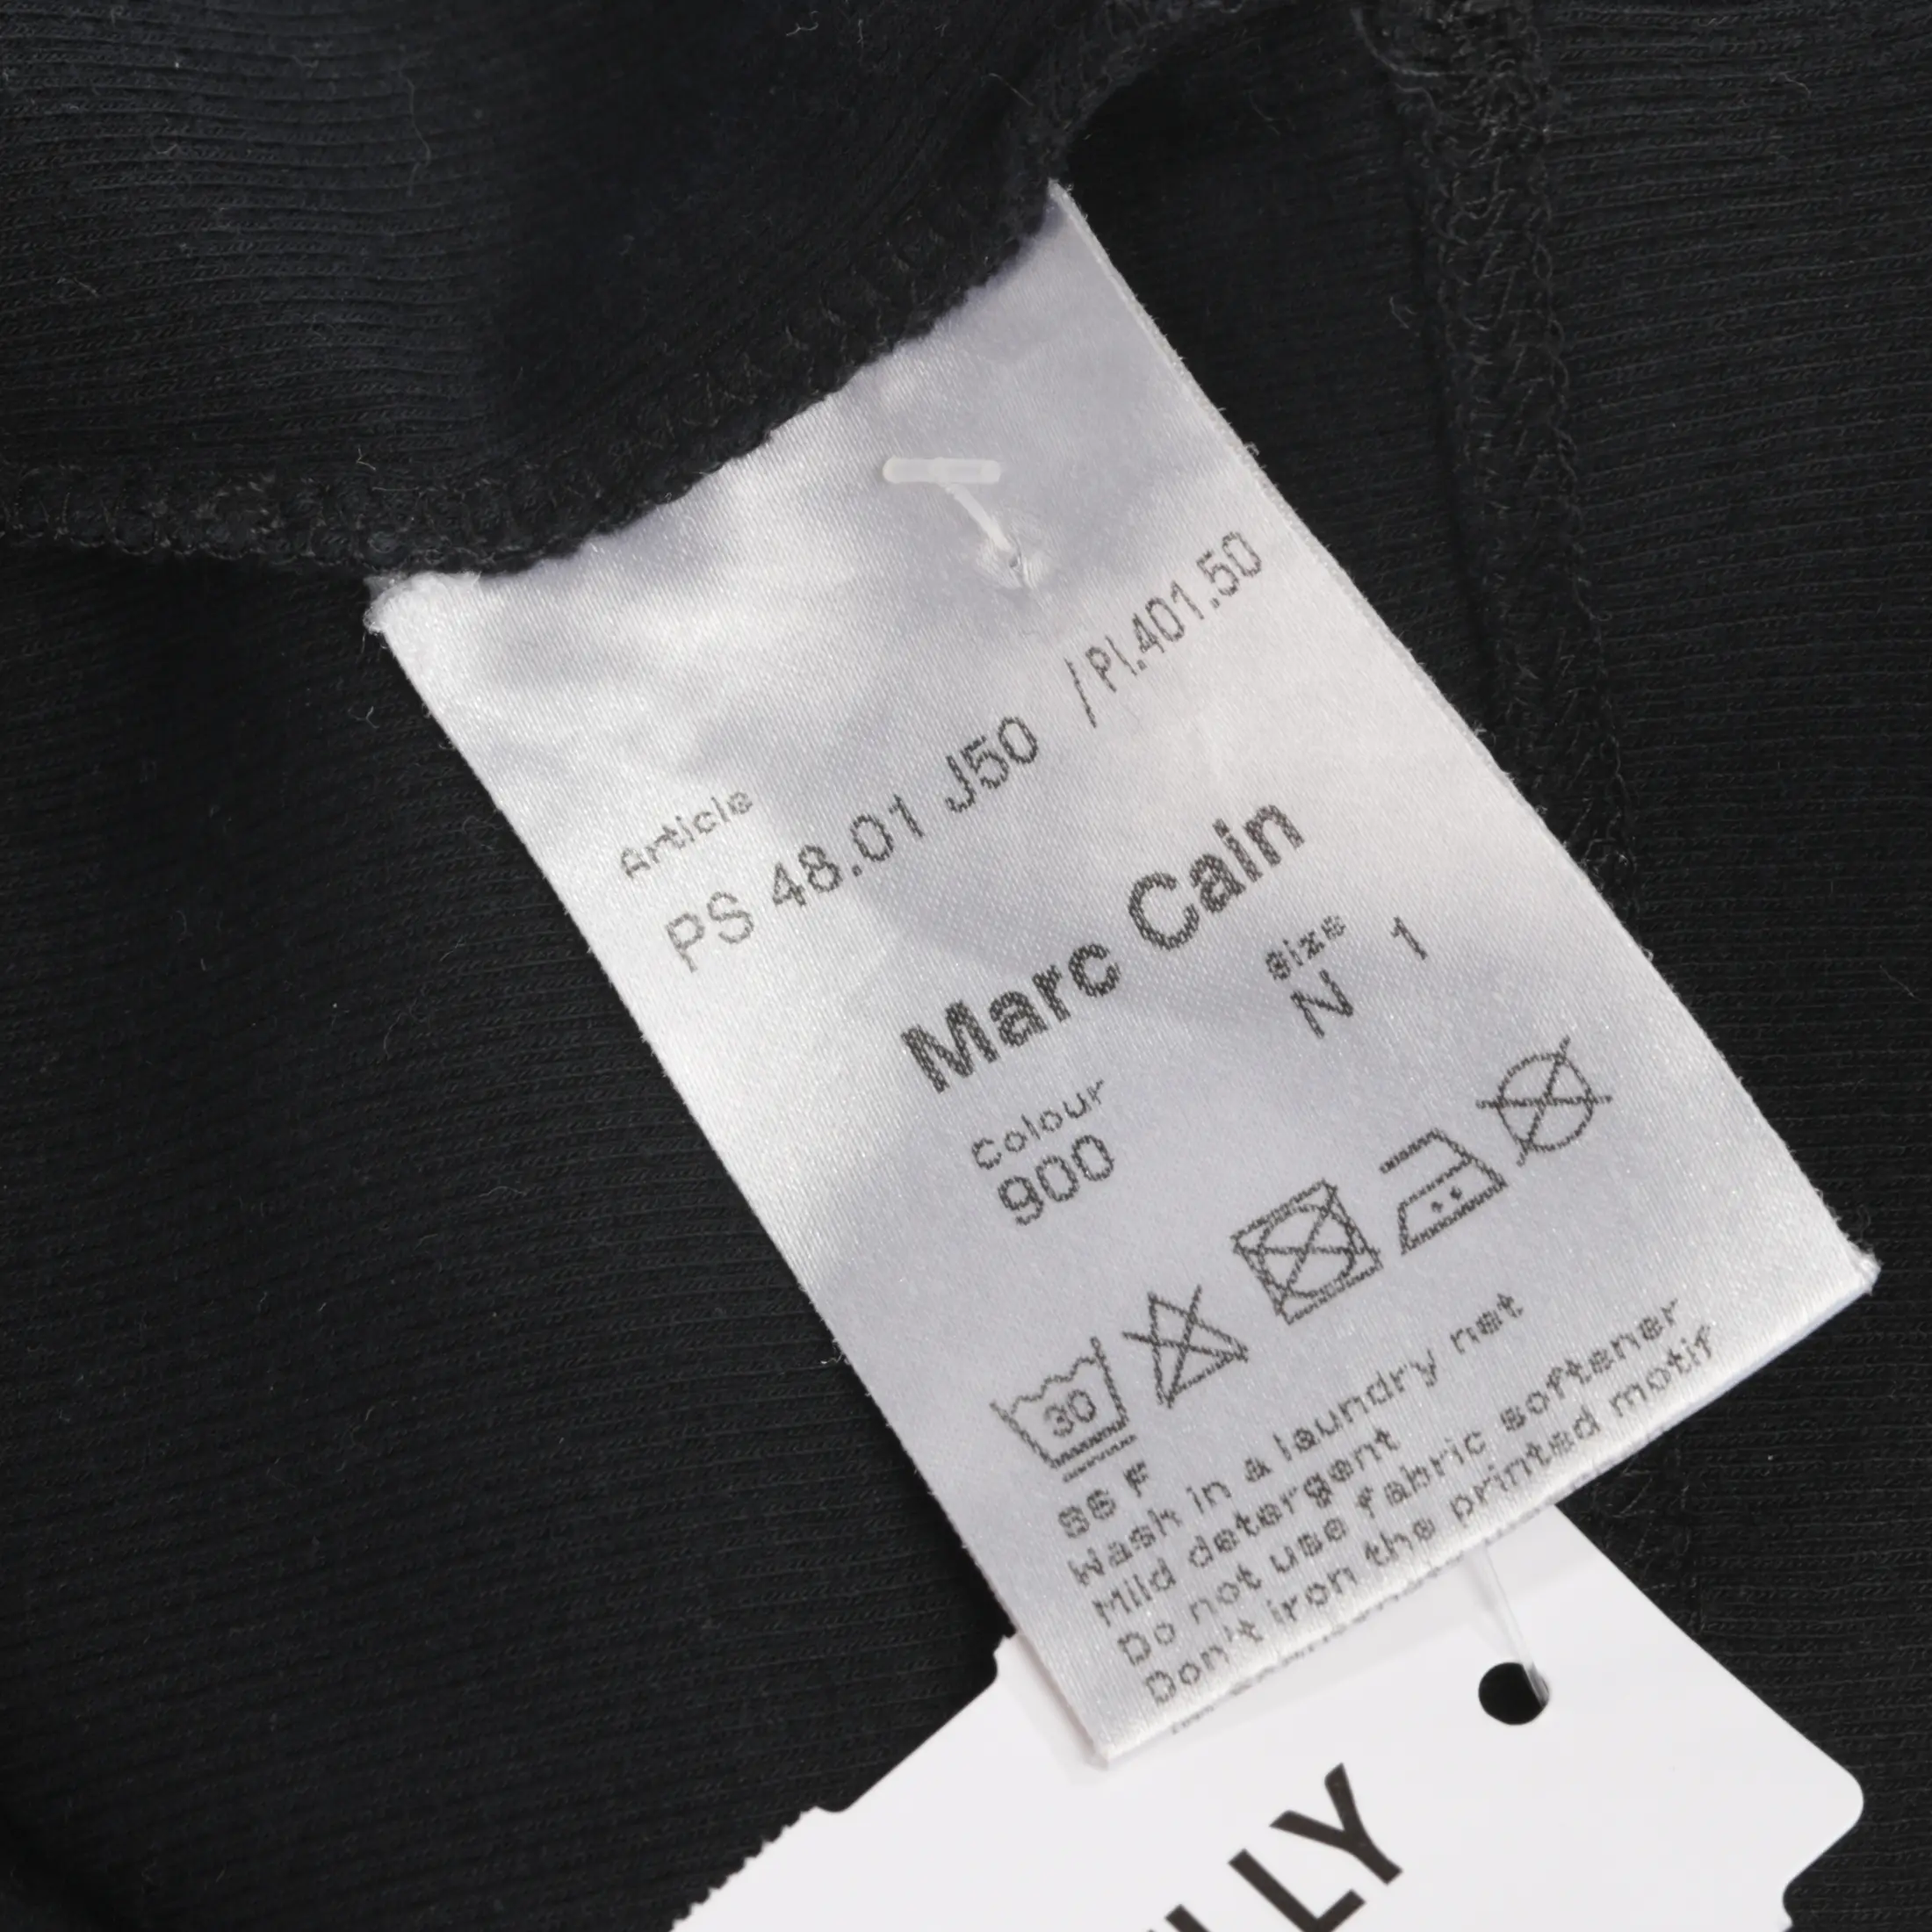 Article
PS 48.01 J50 /Pl.401.50
Marc Cain
Size
N 1
Colour
900
30
S6 F
Wash in a laundry net
Mild detergent
Do not use fabric softener
Don't iron the printed motif
LLY